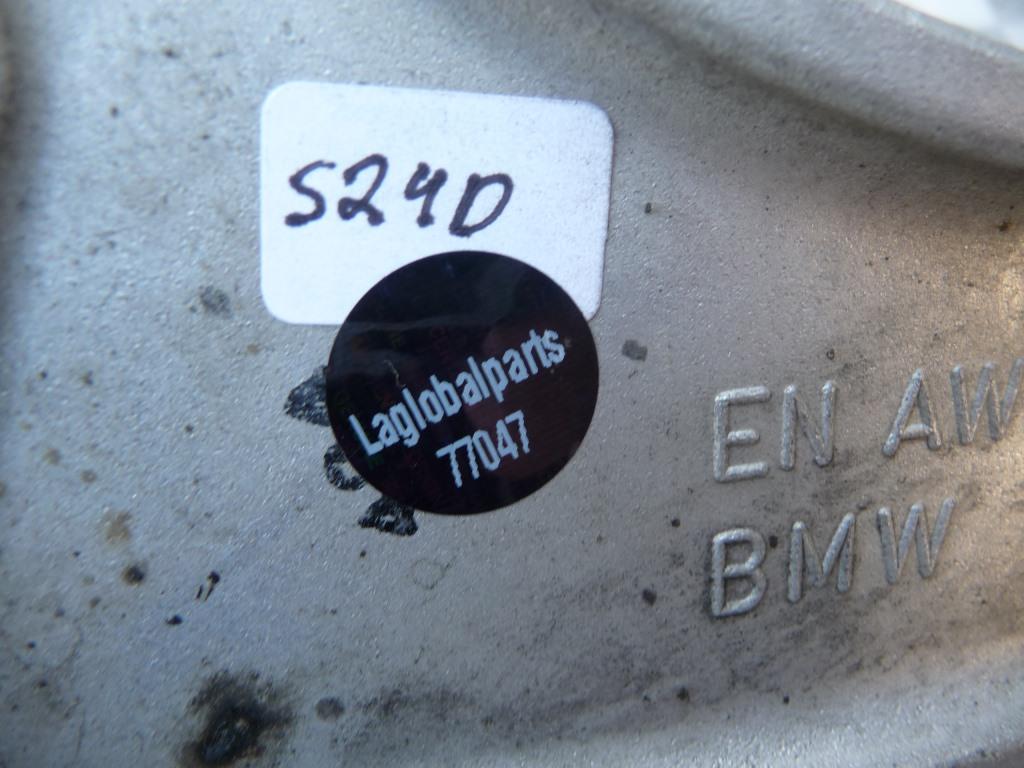 S24D
Laglobalparts
77047
EN AW
BMW